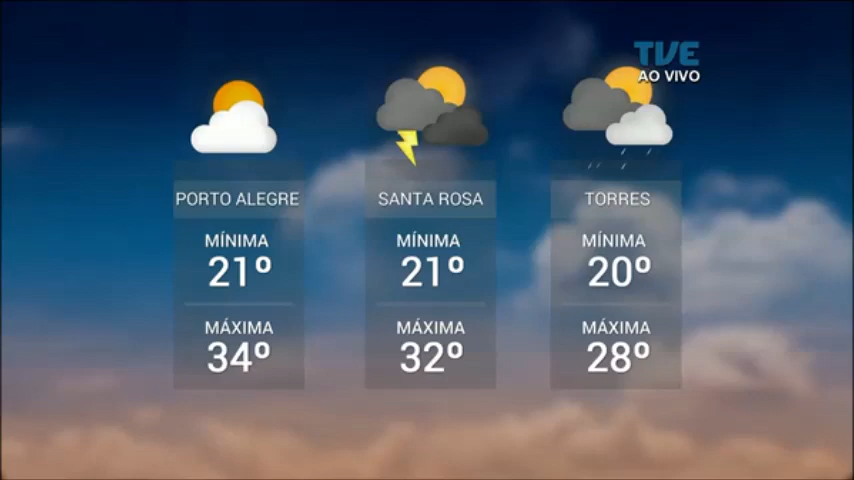 TVE
AO VIVO
PORTO ALEGRE
MÍNIMA
21º
MÁXIMA
34º
SANTA ROSA
MÍNIMA
21º
MÁXIMA
32º
TORRES
MÍNIMA
20º
MÁXIMA
28º